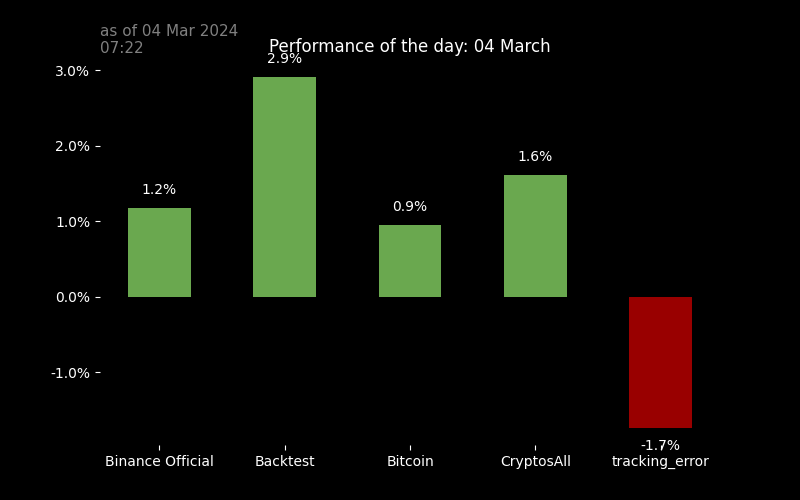 as of 04 Mar 2024
07:22
Performance of the day: 04 March
3.0%
2.0%
1.0%
0.0%
-1.0%
1.2%
2.9%
0.9%
1.6%
-1.7%
Binance Official
Backtest
Bitcoin
CryptosAll
tracking_error